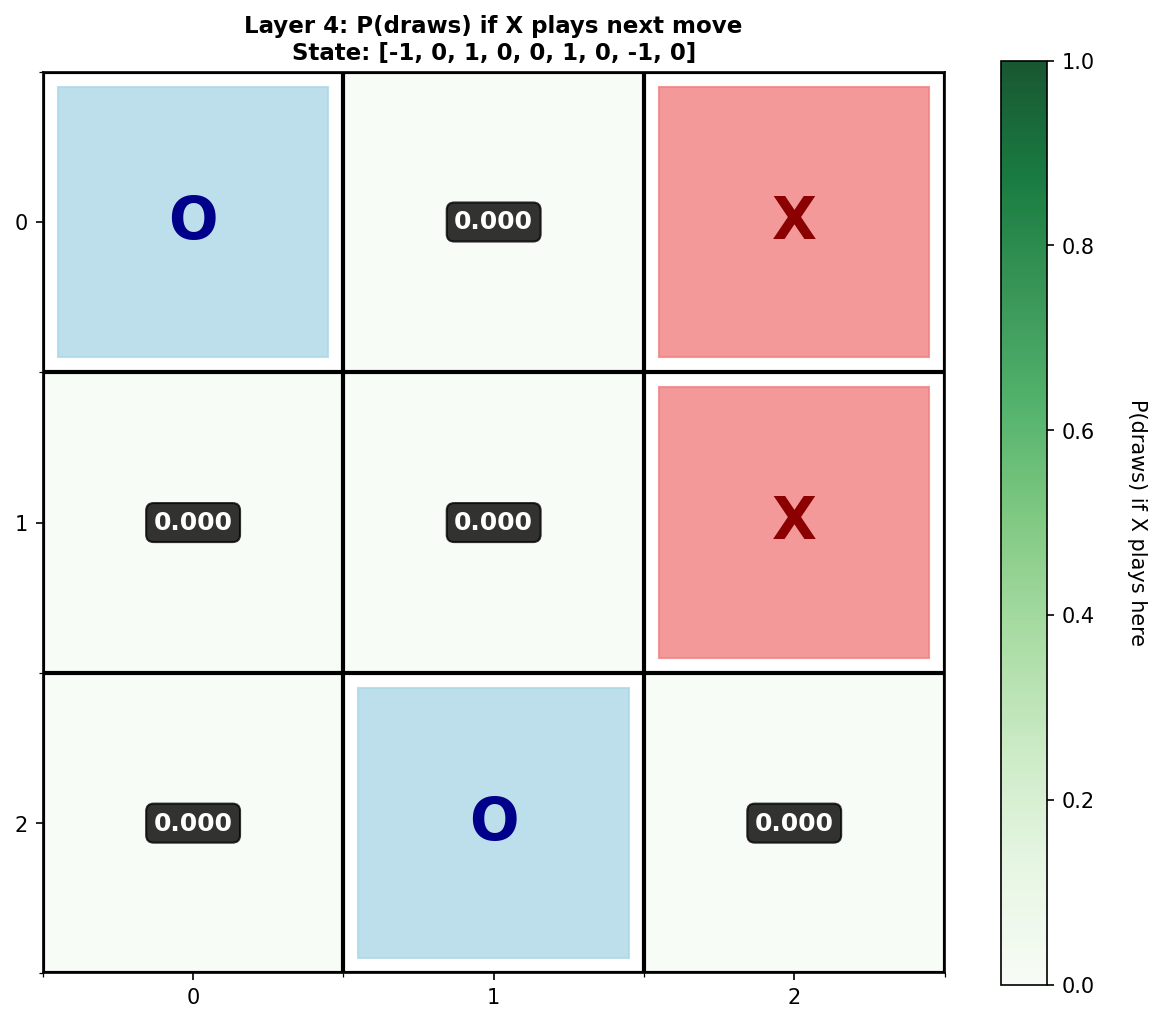 Layer 4: P(draws) if X plays next move
State: [-1, 0, 1, 0, 0, 1, 0, -1, 0]
0
O
0.000
X
1
0.000
0.000
X
2
0.000
O
0.000
0
1
2
1.0
0.8
0.6
0.4
0.2
0.0
P(draws) if X plays here